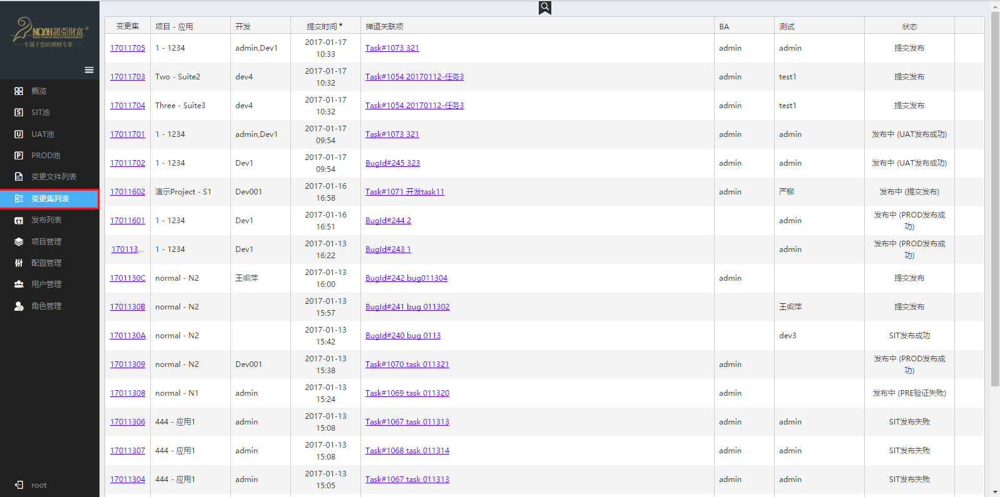 NOAH 諾亞財富
NOAH PRIVATE WEALTH MANAGEMENT
专属于您的理财专家
概览
SIT池
UAT池
PROD池
变更文件列表
变更集列表
发布列表
项目管理
配置管理
用户管理
角色管理
root
变更集 项目 - 应用 开发 提交时间 ▼ 禅道关联项 BA 测试 状态
17011705 1 - 1234 admin,Dev1 2017-01-17 10:33 Task#1073 321 admin admin 提交发布
17011703 Two - Suite2 dev4 2017-01-17 10:32 Task#1054 20170112-任务3 admin test1 提交发布
17011704 Three - Suite3 dev4 2017-01-17 10:32 Task#1054 20170112-任务3 admin test1 提交发布
17011701 1 - 1234 admin,Dev1 2017-01-17 09:54 Task#1073 321 admin admin 发布中 (UAT发布成功)
17011702 1 - 1234 Dev1 2017-01-17 09:54 BugId#245 323 admin admin 发布中 (UAT发布成功)
17011602 演示Project - S1 Dev001 2017-01-16 16:58 Task#1071 开发task11 admin 严柳 发布中 (提交发布)
17011601 1 - 1234 Dev1 2017-01-16 16:51 BugId#244 2 admin 发布中 (PROD发布成功)
170113... 1 - 1234 Dev1 2017-01-13 16:22 BugId#243 1 admin 发布中 (PROD发布成功)
1701130C normal - N2 王虞萍 2017-01-13 16:00 BugId#242 bug011304 admin 提交发布
1701130B normal - N2 2017-01-13 15:57 BugId#241 bug 011302 王虞萍 提交发布
1701130A normal - N2 2017-01-13 15:42 BugId#240 bug 0113 dev3 SIT发布成功
17011309 normal - N2 Dev001 2017-01-13 15:38 Task#1070 task 011321 admin 发布中 (PROD发布成功)
17011308 normal - N1 admin 2017-01-13 15:24 Task#1069 task 011320 admin 发布中 (PRE验证失败)
17011306 444 - 应用1 admin 2017-01-13 15:08 Task#1067 task 011313 admin admin SIT发布失败
17011307 444 - 应用1 admin 2017-01-13 15:08 Task#1068 task 011314 admin admin SIT发布失败
17011304 444 - 应用1 admin 2017-01-13 15:05 Task#1067 task 011313 admin admin SIT发布失败